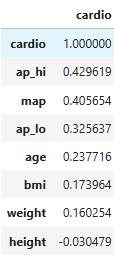 cardio
cardio 1.000000
ap_hi 0.429619
map 0.405654
ap_lo 0.325637
age 0.237716
bmi 0.173964
weight 0.160254
height -0.030479